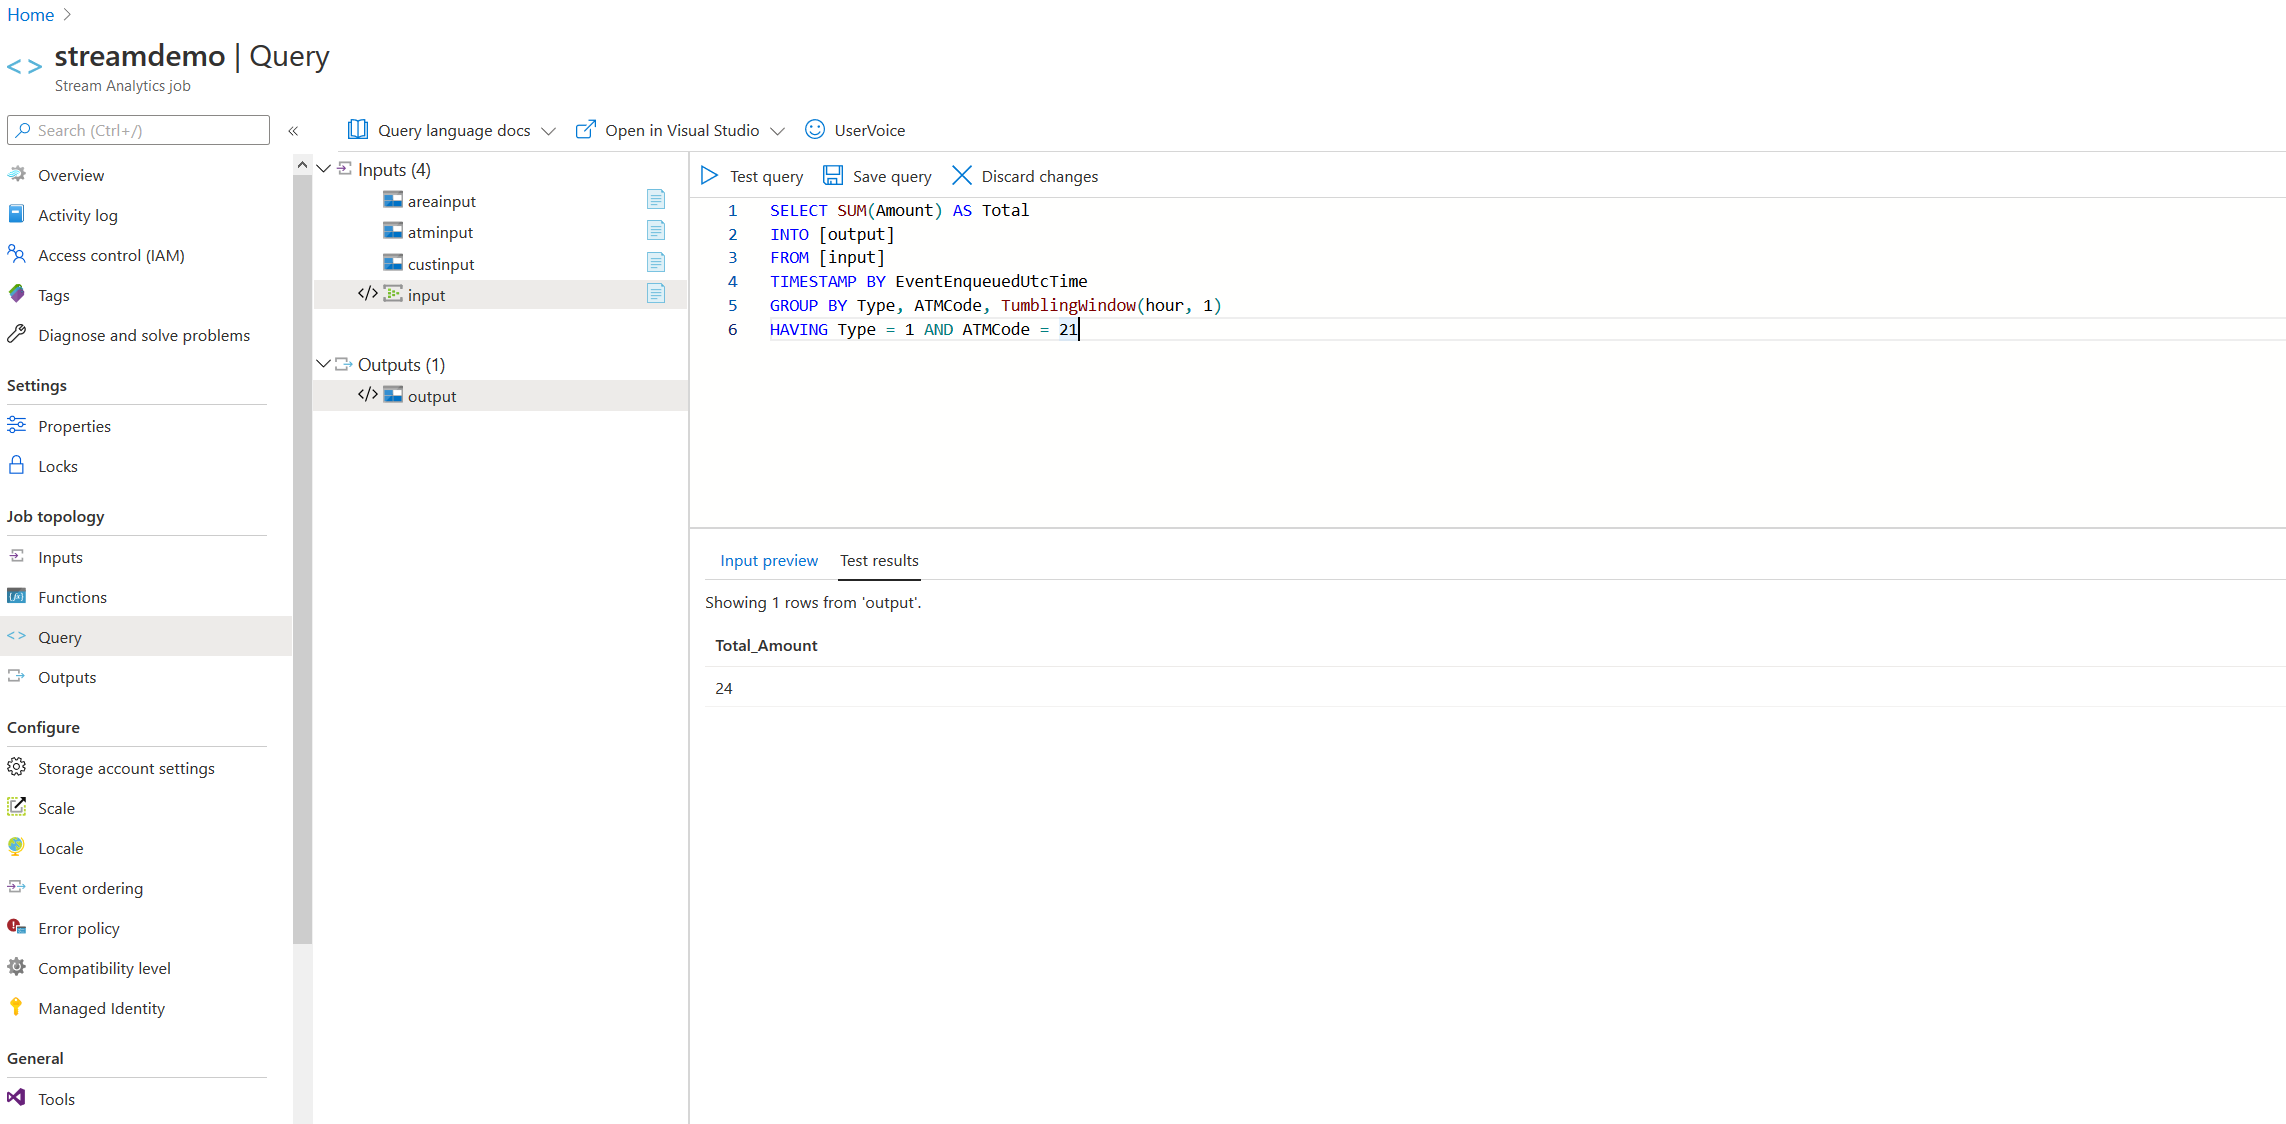 Home
streamdemo | Query
Stream Analytics job
Search (Ctrl+/)
«
Query language docs
Open in Visual Studio
UserVoice
Overview
Activity log
Access control (IAM)
Tags
Diagnose and solve problems
Settings
Properties
Locks
Job topology
Inputs
Functions
Query
Outputs
Configure
Storage account settings
Scale
Locale
Event ordering
Error policy
Compatibility level
Managed Identity
General
Tools
Inputs (4)
areainput
atminput
custinput
</> input
Outputs (1)
</> output
Test query
Save query
Discard changes
1 SELECT SUM(Amount) AS Total
2 INTO [output]
3 FROM [input]
4 TIMESTAMP BY EventEnqueuedUtcTime
5 GROUP BY Type, ATMCode, TumblingWindow(hour, 1)
6 HAVING Type = 1 AND ATMCode = 21
Input preview
Test results
Showing 1 rows from 'output'.
Total_Amount
24